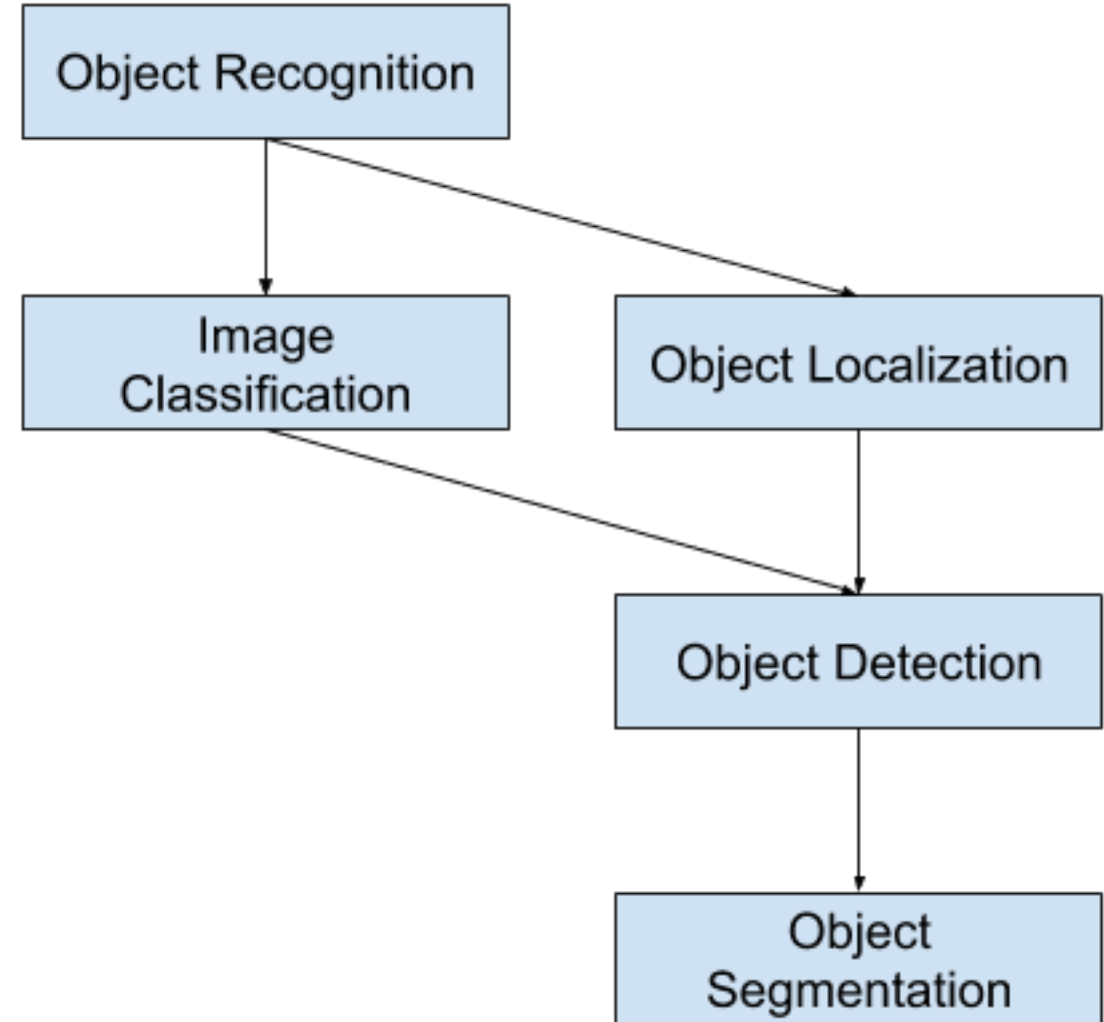 Object Recognition
Image
Classification
Object Localization
Object Detection
Object
Segmentation